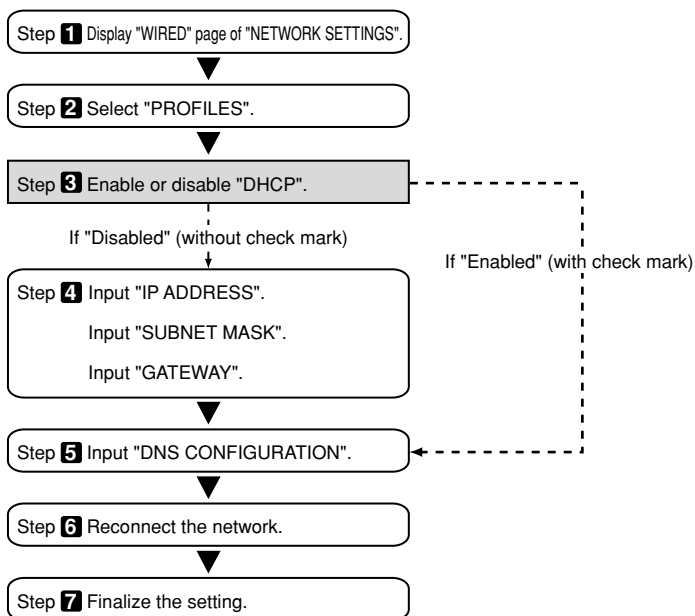 Step 1 Display "WIRED" page of "NETWORK SETTINGS".
Step 2 Select "PROFILES".
Step 3 Enable or disable "DHCP".
If "Disabled" (without check mark)
If "Enabled" (with check mark)
Step 4 Input "IP ADDRESS".
Input "SUBNET MASK".
Input "GATEWAY".
Step 5 Input "DNS CONFIGURATION".
Step 6 Reconnect the network.
Step 7 Finalize the setting.